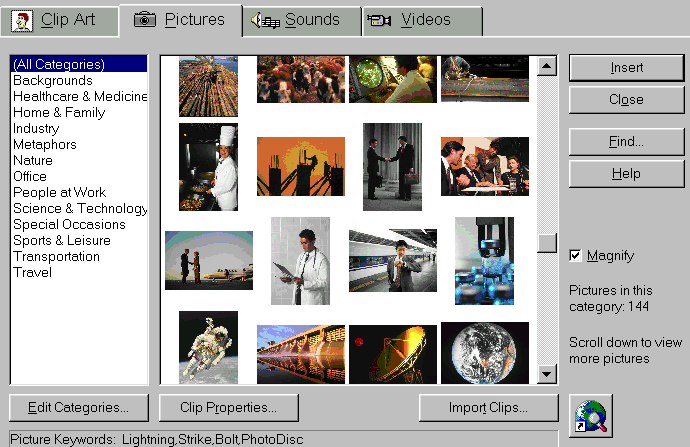 Clip Art
Pictures
Sounds
Videos
(All Categories)
Backgrounds
Healthcare & Medicine
Home & Family
Industry
Metaphors
Nature
Office
People at Work
Science & Technology
Special Occasions
Sports & Leisure
Transportation
Travel
Insert
Close
Find...
Help
Magnify
Pictures in this
category: 144
Scroll down to view
more pictures
Edit Categories...
Clip Properties...
Import Clips...
Picture Keywords: Lightning,Strike,Bolt,PhotoDisc